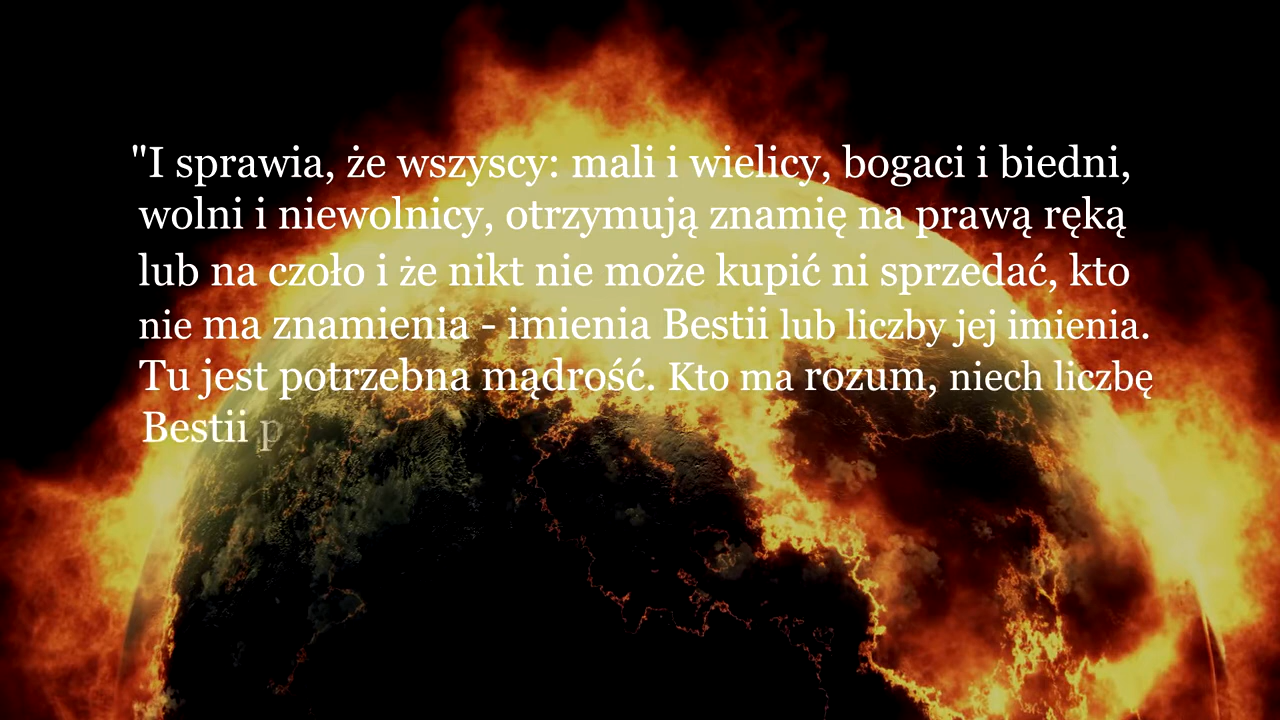 "I sprawia, że wszyscy: mali i wielicy, bogaci i biedni,
wolni i niewolnicy, otrzymują znamię na prawą ręką
lub na czoło i że nikt nie może kupić ni sprzedać, kto
nie ma znamienia - imienia Bestii lub liczby jej imienia.
Tu jest potrzebna mądrość. Kto ma rozum, niech liczbę
Bestii p